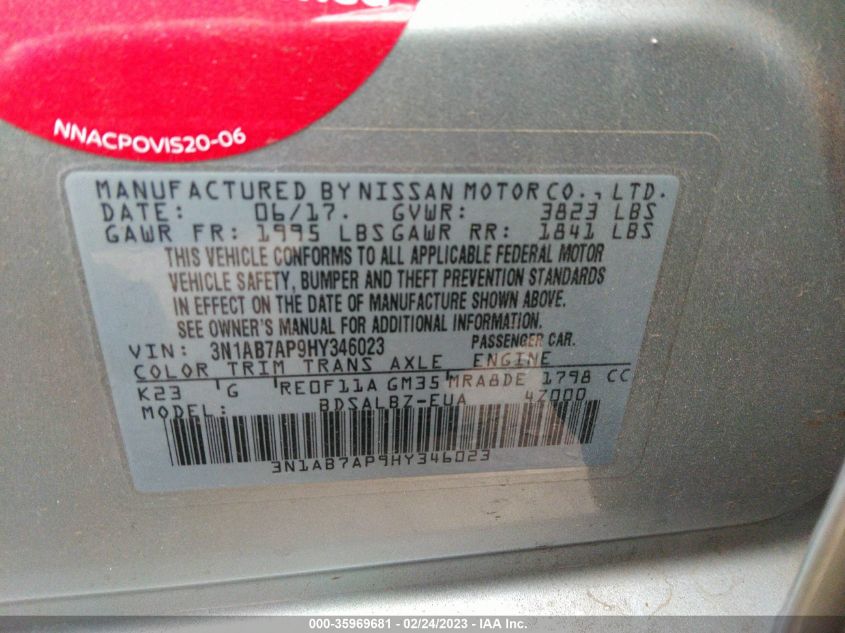 NNACPOVIS20-06
MANUFACTURED BY NISSAN MOTOR CO., LTD.
DATE: 06/17. GVWR: 3823 LBS
GAWR FR: 1995 LBS GAWR RR: 1841 LBS
THIS VEHICLE CONFORMS TO ALL APPLICABLE FEDERAL MOTOR
VEHICLE SAFETY, BUMPER AND THEFT PREVENTION STANDARDS
IN EFFECT ON THE DATE OF MANUFACTURE SHOWN ABOVE.
SEE OWNER'S MANUAL FOR ADDITIONAL INFORMATION.
VIN: 3N1AB7AP9HY346023 PASSENGER CAR.
COLOR TRIM TRANS AXLE ENGINE
K23 G RE0F11A GM35 MRA8DE 1798 CC
MODEL: BDSALBZ-EUA 4Z000
3N1AB7AP9HY346023
000-35969681 - 02/24/2023 - IAA Inc.